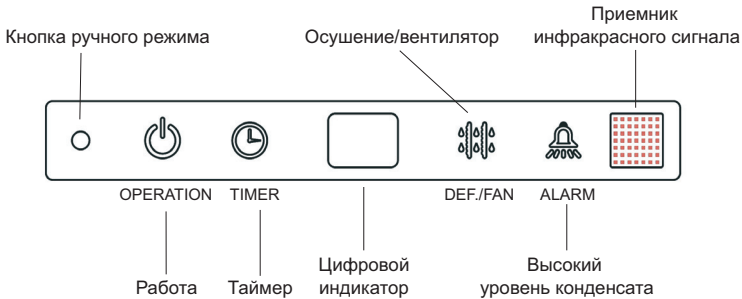 Приемник
инфракрасного сигнала
Кнопка ручного режима
Осушение/вентилятор
OPERATION
TIMER
DEF./FAN
ALARM
Работа
Таймер
Цифровой
индикатор
Высокий
уровень конденсата